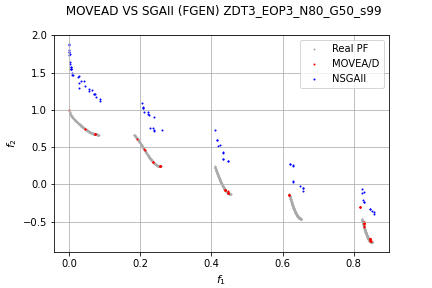 MOVEAD VS SGAII (FGEN) ZDT3_EOP3_N80_G50_s99
Real PF
MOVEA/D
NSGAII
2.0
1.5
1.0
0.5
0.0
−0.5
f2
0.0
0.2
0.4
0.6
0.8
f1